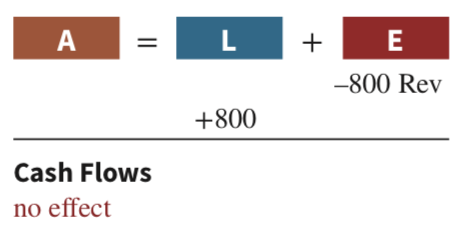 A = L + E
–800 Rev
+800
Cash Flows
no effect